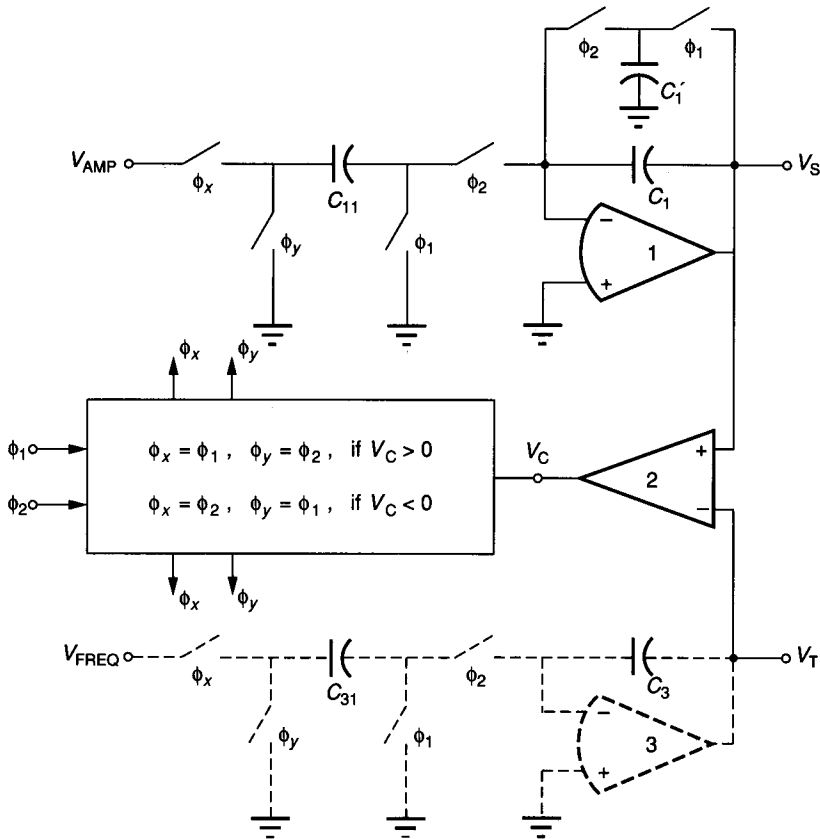 ϕ2 ϕ1
C1′
VAMP ϕx C11 ϕ2 C1 VS
ϕy ϕ1 − 1 +
ϕx ϕy
ϕ1 ϕx = ϕ1 , ϕy = ϕ2 , if VC > 0 VC + 2
ϕ2 ϕx = ϕ2 , ϕy = ϕ1 , if VC < 0 −
ϕx ϕy
VFREQ ϕx C31 ϕ2 C3 VT
ϕy ϕ1 − 3 +